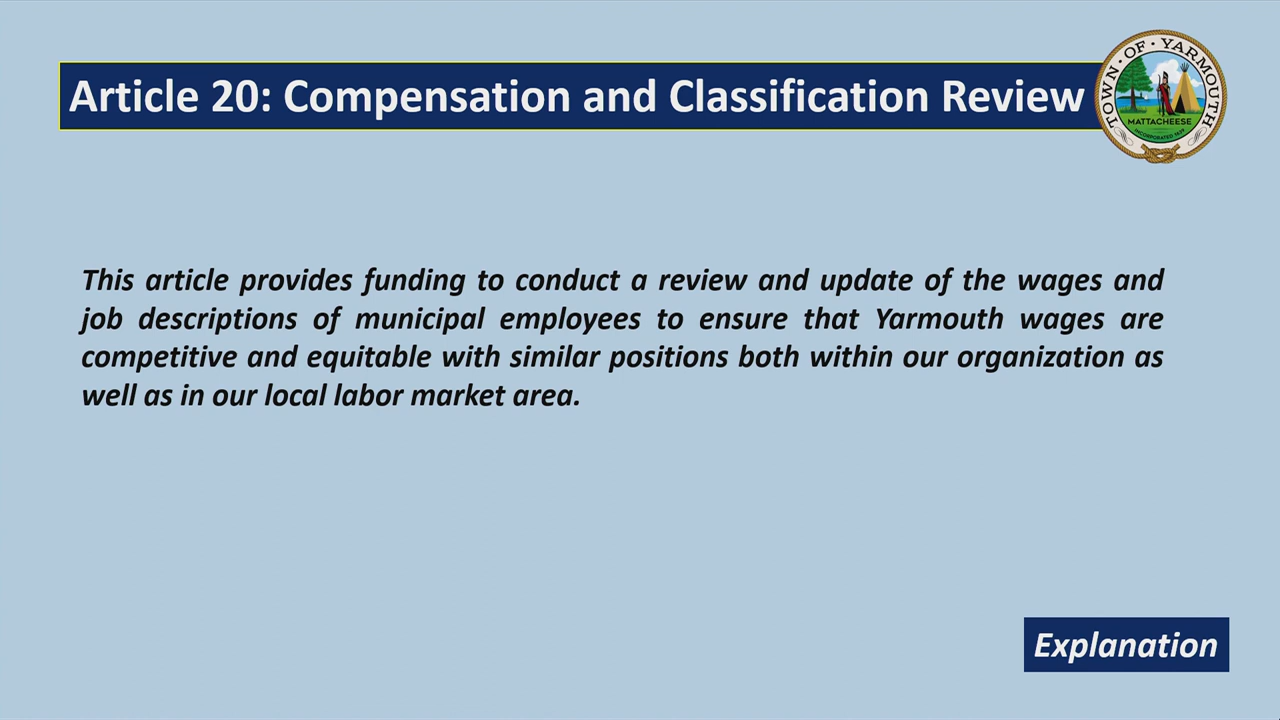 Article 20: Compensation and Classification Review
TOWN·OF·YARMOUTH
MATTACHEESE
This article provides funding to conduct a review and update of the wages and
job descriptions of municipal employees to ensure that Yarmouth wages are
competitive and equitable with similar positions both within our organization as
well as in our local labor market area.
Explanation